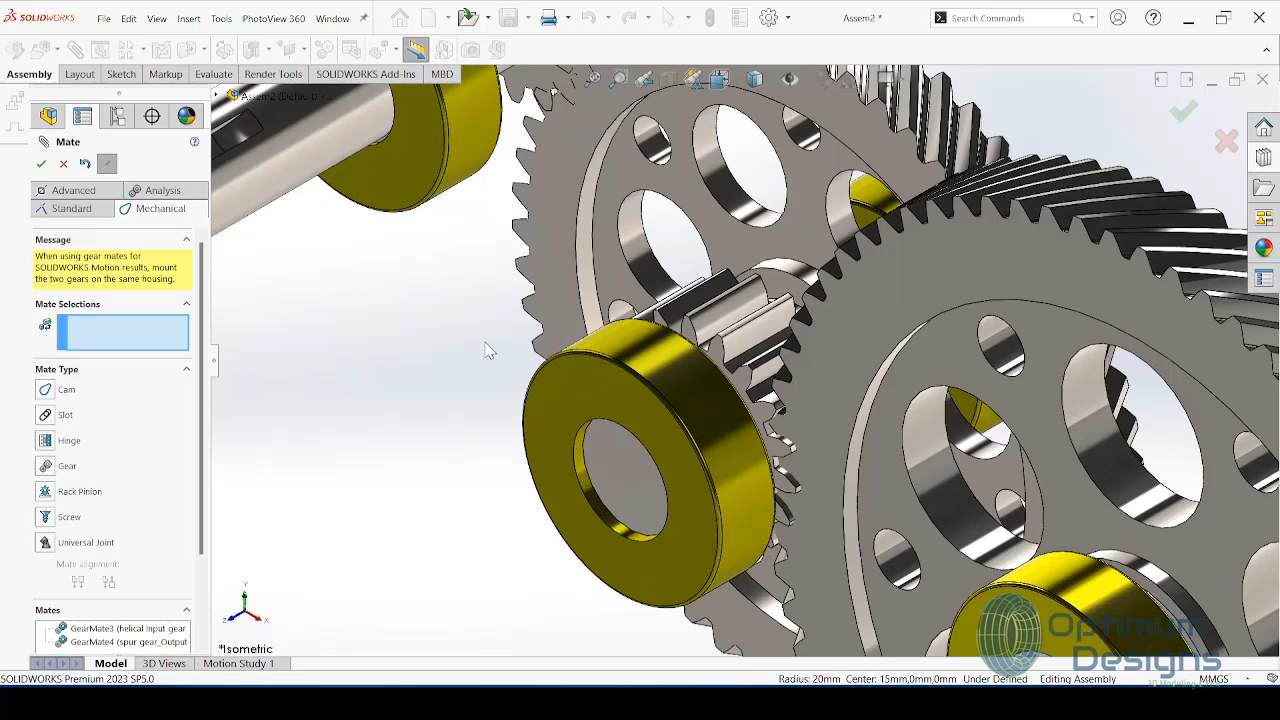 SOLIDWORKS File Edit View Insert Tools PhotoView 360 Window Assem2 * Search Commands
Assembly Layout Sketch Markup Evaluate Render Tools SOLIDWORKS Add-Ins MBD
Assem2 (Default) <...
Mate
Advanced Analysis
Standard Mechanical
Message
When using gear mates for
SOLIDWORKS Motion results, mount
the two gears on the same housing.
Mate Selections
Mate Type
Cam
Slot
Hinge
Gear
Rack Pinion
Screw
Universal Joint
Mate alignment:
Mates
GearMate3 (helical Input gear
GearMate4 (spur gear_Output
Y
Z X
*Isometric
Optimum
Designs
Model 3D Views Motion Study 1
SOLIDWORKS Premium 2023 SP5.0 Radius: 20mm Center: 15mm,0mm,0mm Under Defined Editing Assembly MMGS